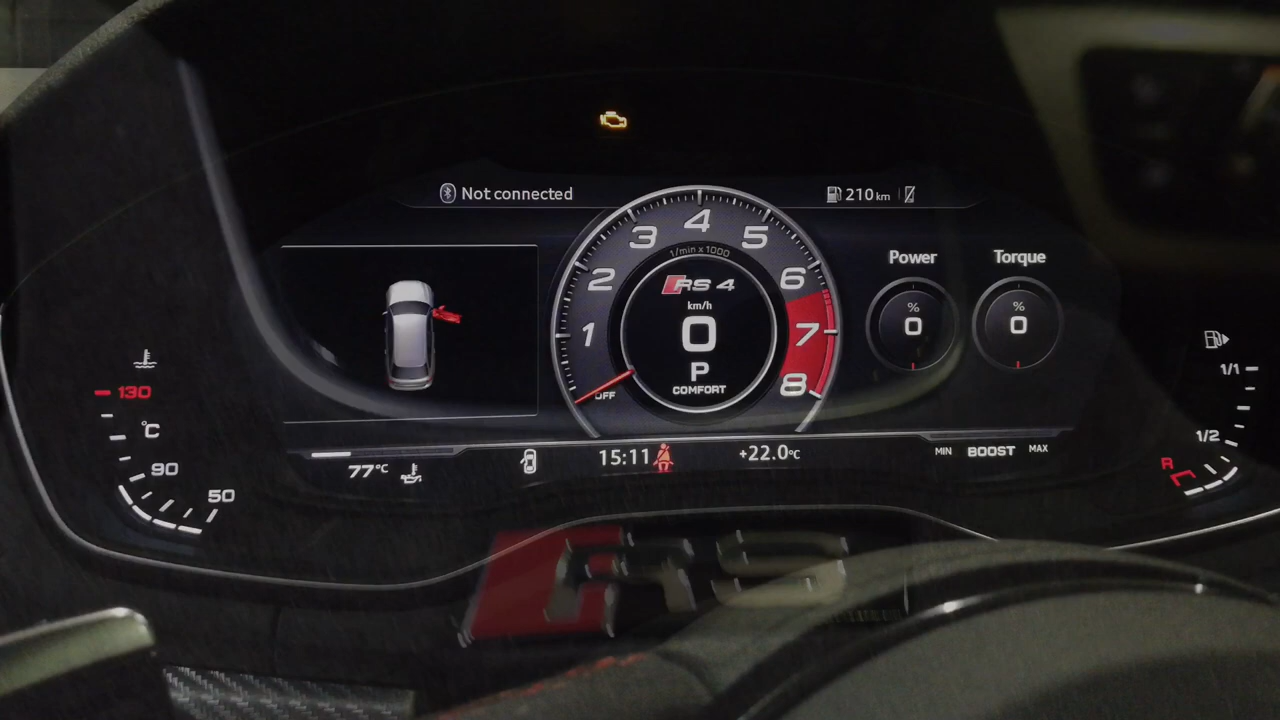 Not connected
210 km
1/min x 1000
1
2
3
4
5
6
7
8
OFF
RS 4
km/h
0
P
COMFORT
Power
%
0
Torque
%
0
130
°C
90
50
77°C
15:11
+22.0°C
MIN BOOST MAX
1/1
1/2
R
RS